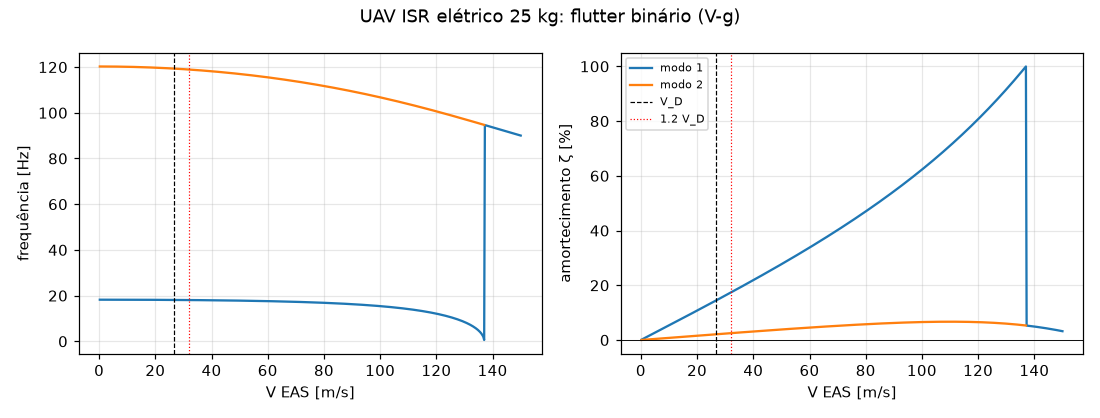 UAV ISR elétrico 25 kg: flutter binário (V-g)
frequência [Hz]
120
100
80
60
40
20
0
0 20 40 60 80 100 120 140
V EAS [m/s]
amortecimento ζ [%]
100
80
60
40
20
0
modo 1
modo 2
V_D
1.2 V_D
0 20 40 60 80 100 120 140
V EAS [m/s]